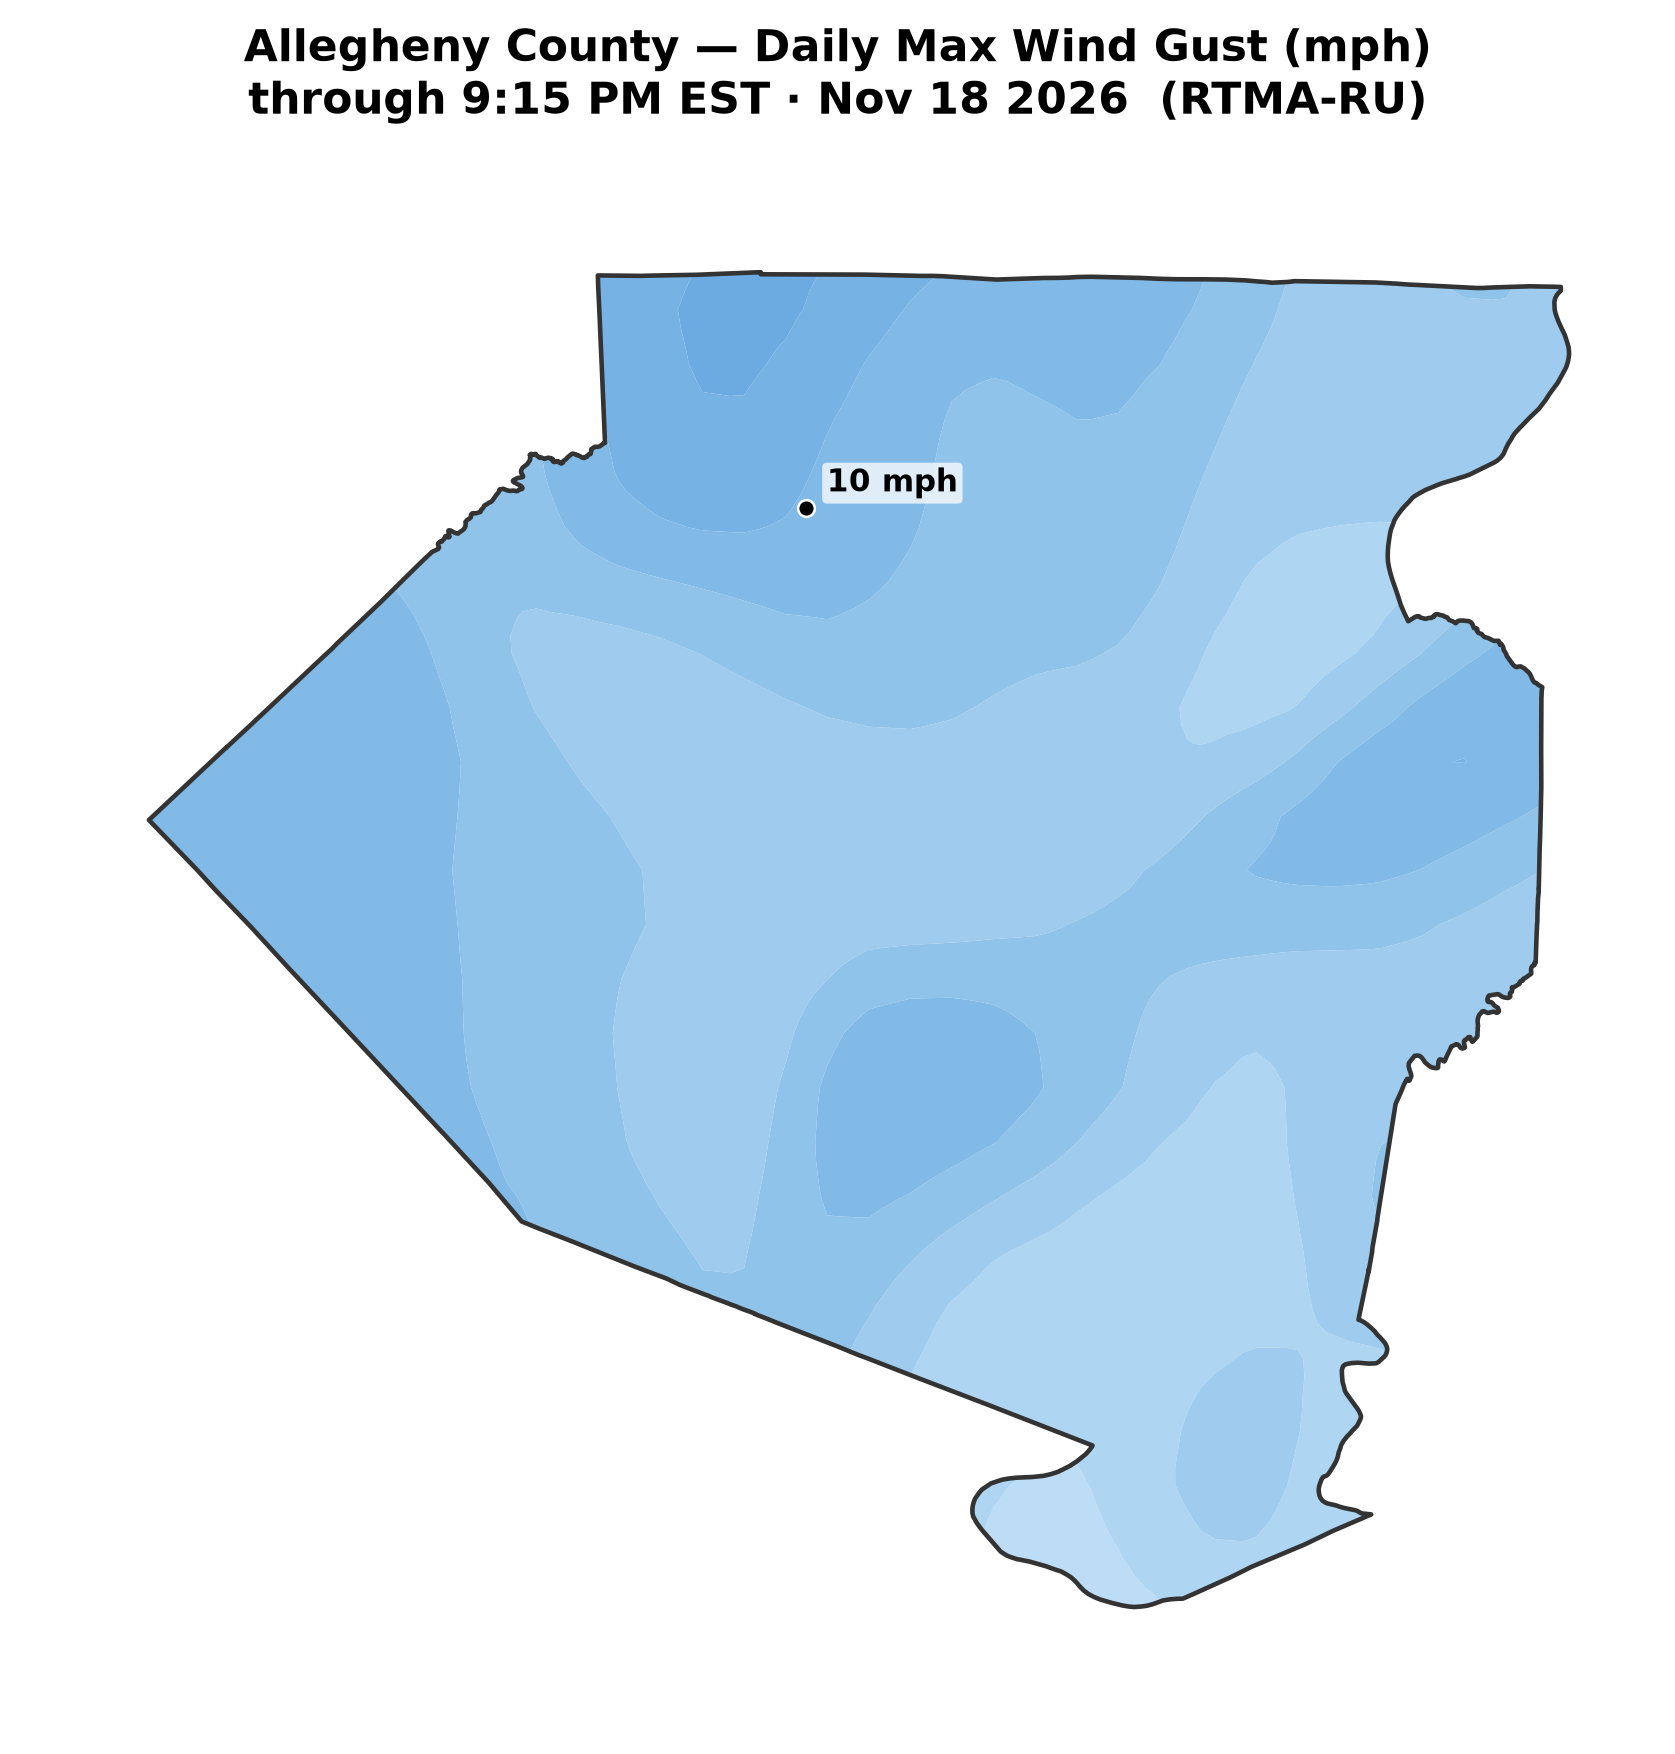 Allegheny County — Daily Max Wind Gust (mph)
through 9:15 PM EST · Nov 18 2026  (RTMA-RU)
10 mph